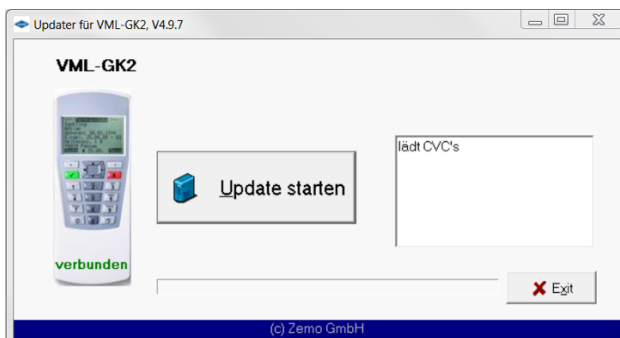 Updater für VML-GK2, V4.9.7
VML-GK2
lädt CVC's
Update starten
verbunden
Exit
(c) Zemo GmbH